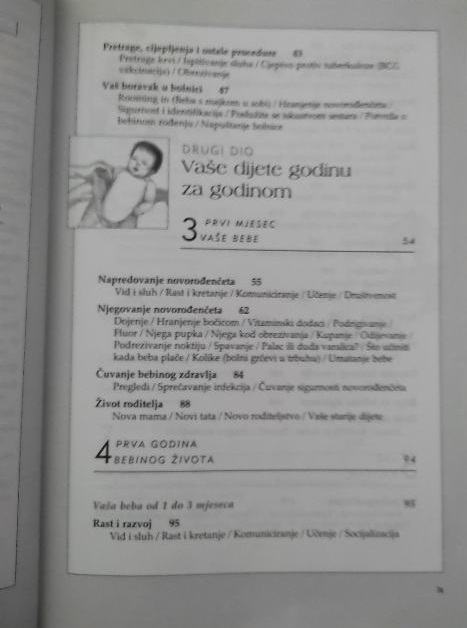 Pretrage, cijepljenja i ostale procedure 45
Pretrage krvi / Ispitivanje sluha / Cjepivo protiv tuberkuloze (BCG
vakcinacija) / Obrezivanje
Vaš boravak u bolnici 47
Rooming in (beba s majkom u sobi) / Hranjenje novorođenčeta /
Sigurnost i identifikacija / iskustvom sestara / Potvrda o
bebinom rođenju / Napuštanje bolnice
DRUGI DIO
Vaše dijete godinu
za godinom
3 PRVI MJESEC
VAŠE BEBE 54
Napredovanje novorođenčeta 55
Vid i sluh / Rast i kretanje / Komuniciranje / Učenje / Društvenost
Njegovanje novorođenčeta 62
Dojenje / Hranjenje bočicom / Vitaminski dodaci / Podrigivanje /
Fluor / Njega pupka / Njega kod obrezivanja / Kupanje / Odijevanje /
Podrezivanje noktiju / Spavanje / Palac ili duda varalica? / Što učiniti
kada beba plače / Kolike (bolni grčevi u trbuhu) / Umatanje bebe
Čuvanje bebinog zdravlja 84
Pregledi / Sprečavanje infekcija / Čuvanje sigurnosti novorođenčeta
Život roditelja 88
Nova mama / Novi tata / Novo roditeljstvo / Vaše starije dijete
4 PRVA GODINA
BEBINOG ŽIVOTA 94
Vaša beba od 1 do 3 mjeseca 95
Rast i razvoj 95
Vid i sluh / Rast i kretanje / Komuniciranje / Učenje / Socijalizacija